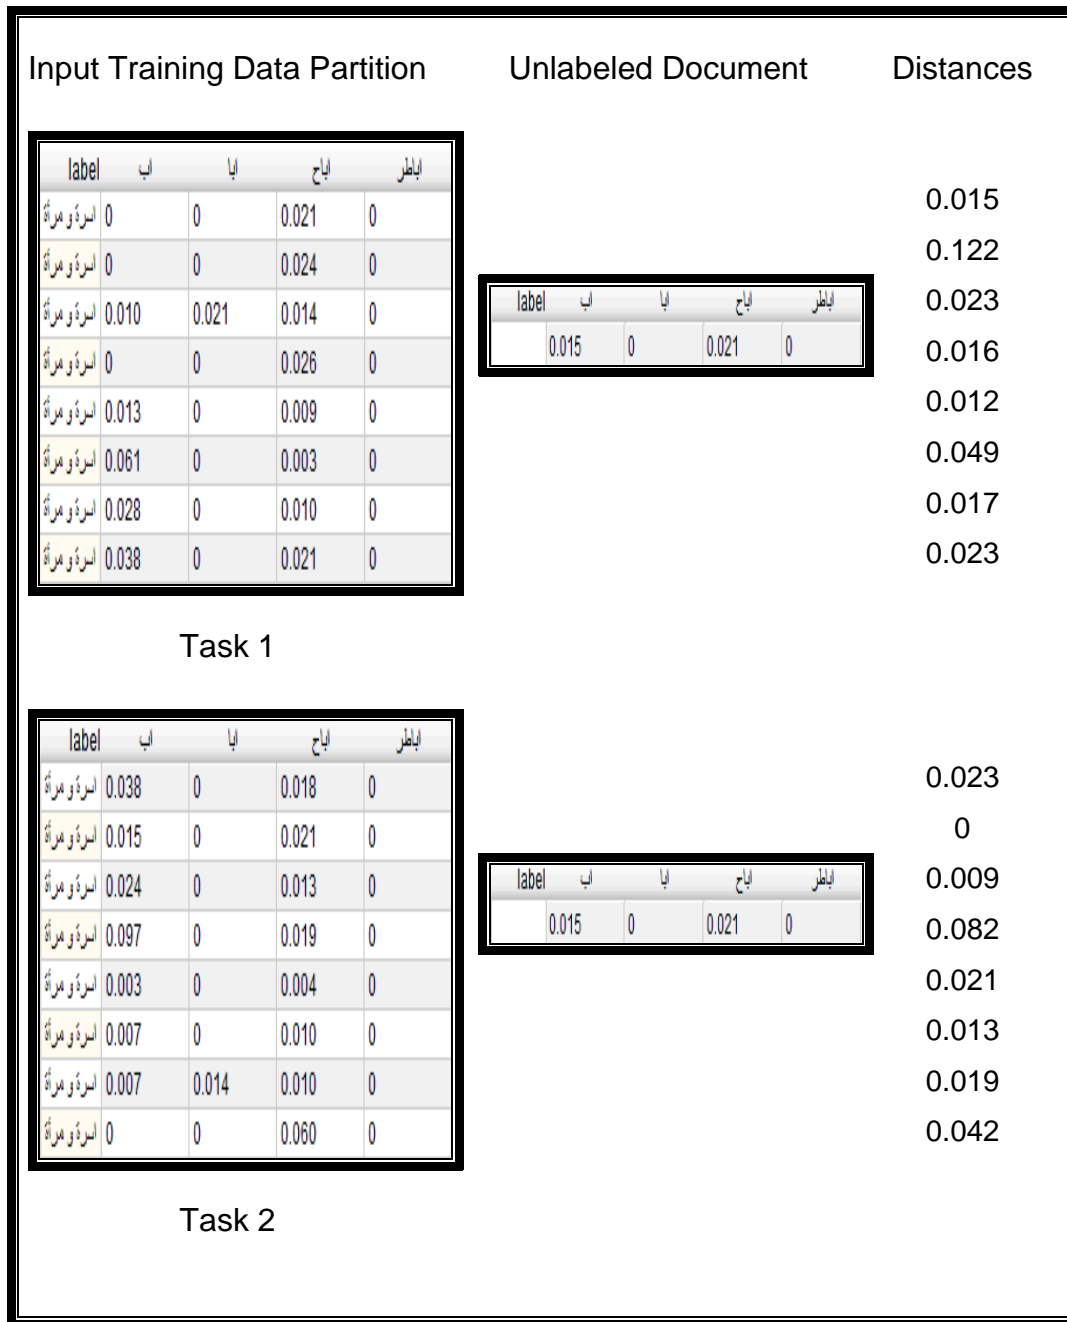 Input Training Data Partition Unlabeled Document Distances
label اب ابا اباح اباطر
اسرة و مرأة 0 0 0.021 0 0.015
اسرة و مرأة 0 0 0.024 0 0.122
اسرة و مرأة 0.010 0.021 0.014 0 label اب ابا اباح اباطر 0.023
اسرة و مرأة 0 0 0.026 0 0.015 0 0.021 0 0.016
اسرة و مرأة 0.013 0 0.009 0 0.012
اسرة و مرأة 0.061 0 0.003 0 0.049
اسرة و مرأة 0.028 0 0.010 0 0.017
اسرة و مرأة 0.038 0 0.021 0 0.023
Task 1
label اب ابا اباح اباطر
اسرة و مرأة 0.038 0 0.018 0 0.023
اسرة و مرأة 0.015 0 0.021 0 0
اسرة و مرأة 0.024 0 0.013 0 label اب ابا اباح اباطر 0.009
اسرة و مرأة 0.097 0 0.019 0 0.015 0 0.021 0 0.082
اسرة و مرأة 0.003 0 0.004 0 0.021
اسرة و مرأة 0.007 0 0.010 0 0.013
اسرة و مرأة 0.007 0.014 0.010 0 0.019
اسرة و مرأة 0 0 0.060 0 0.042
Task 2